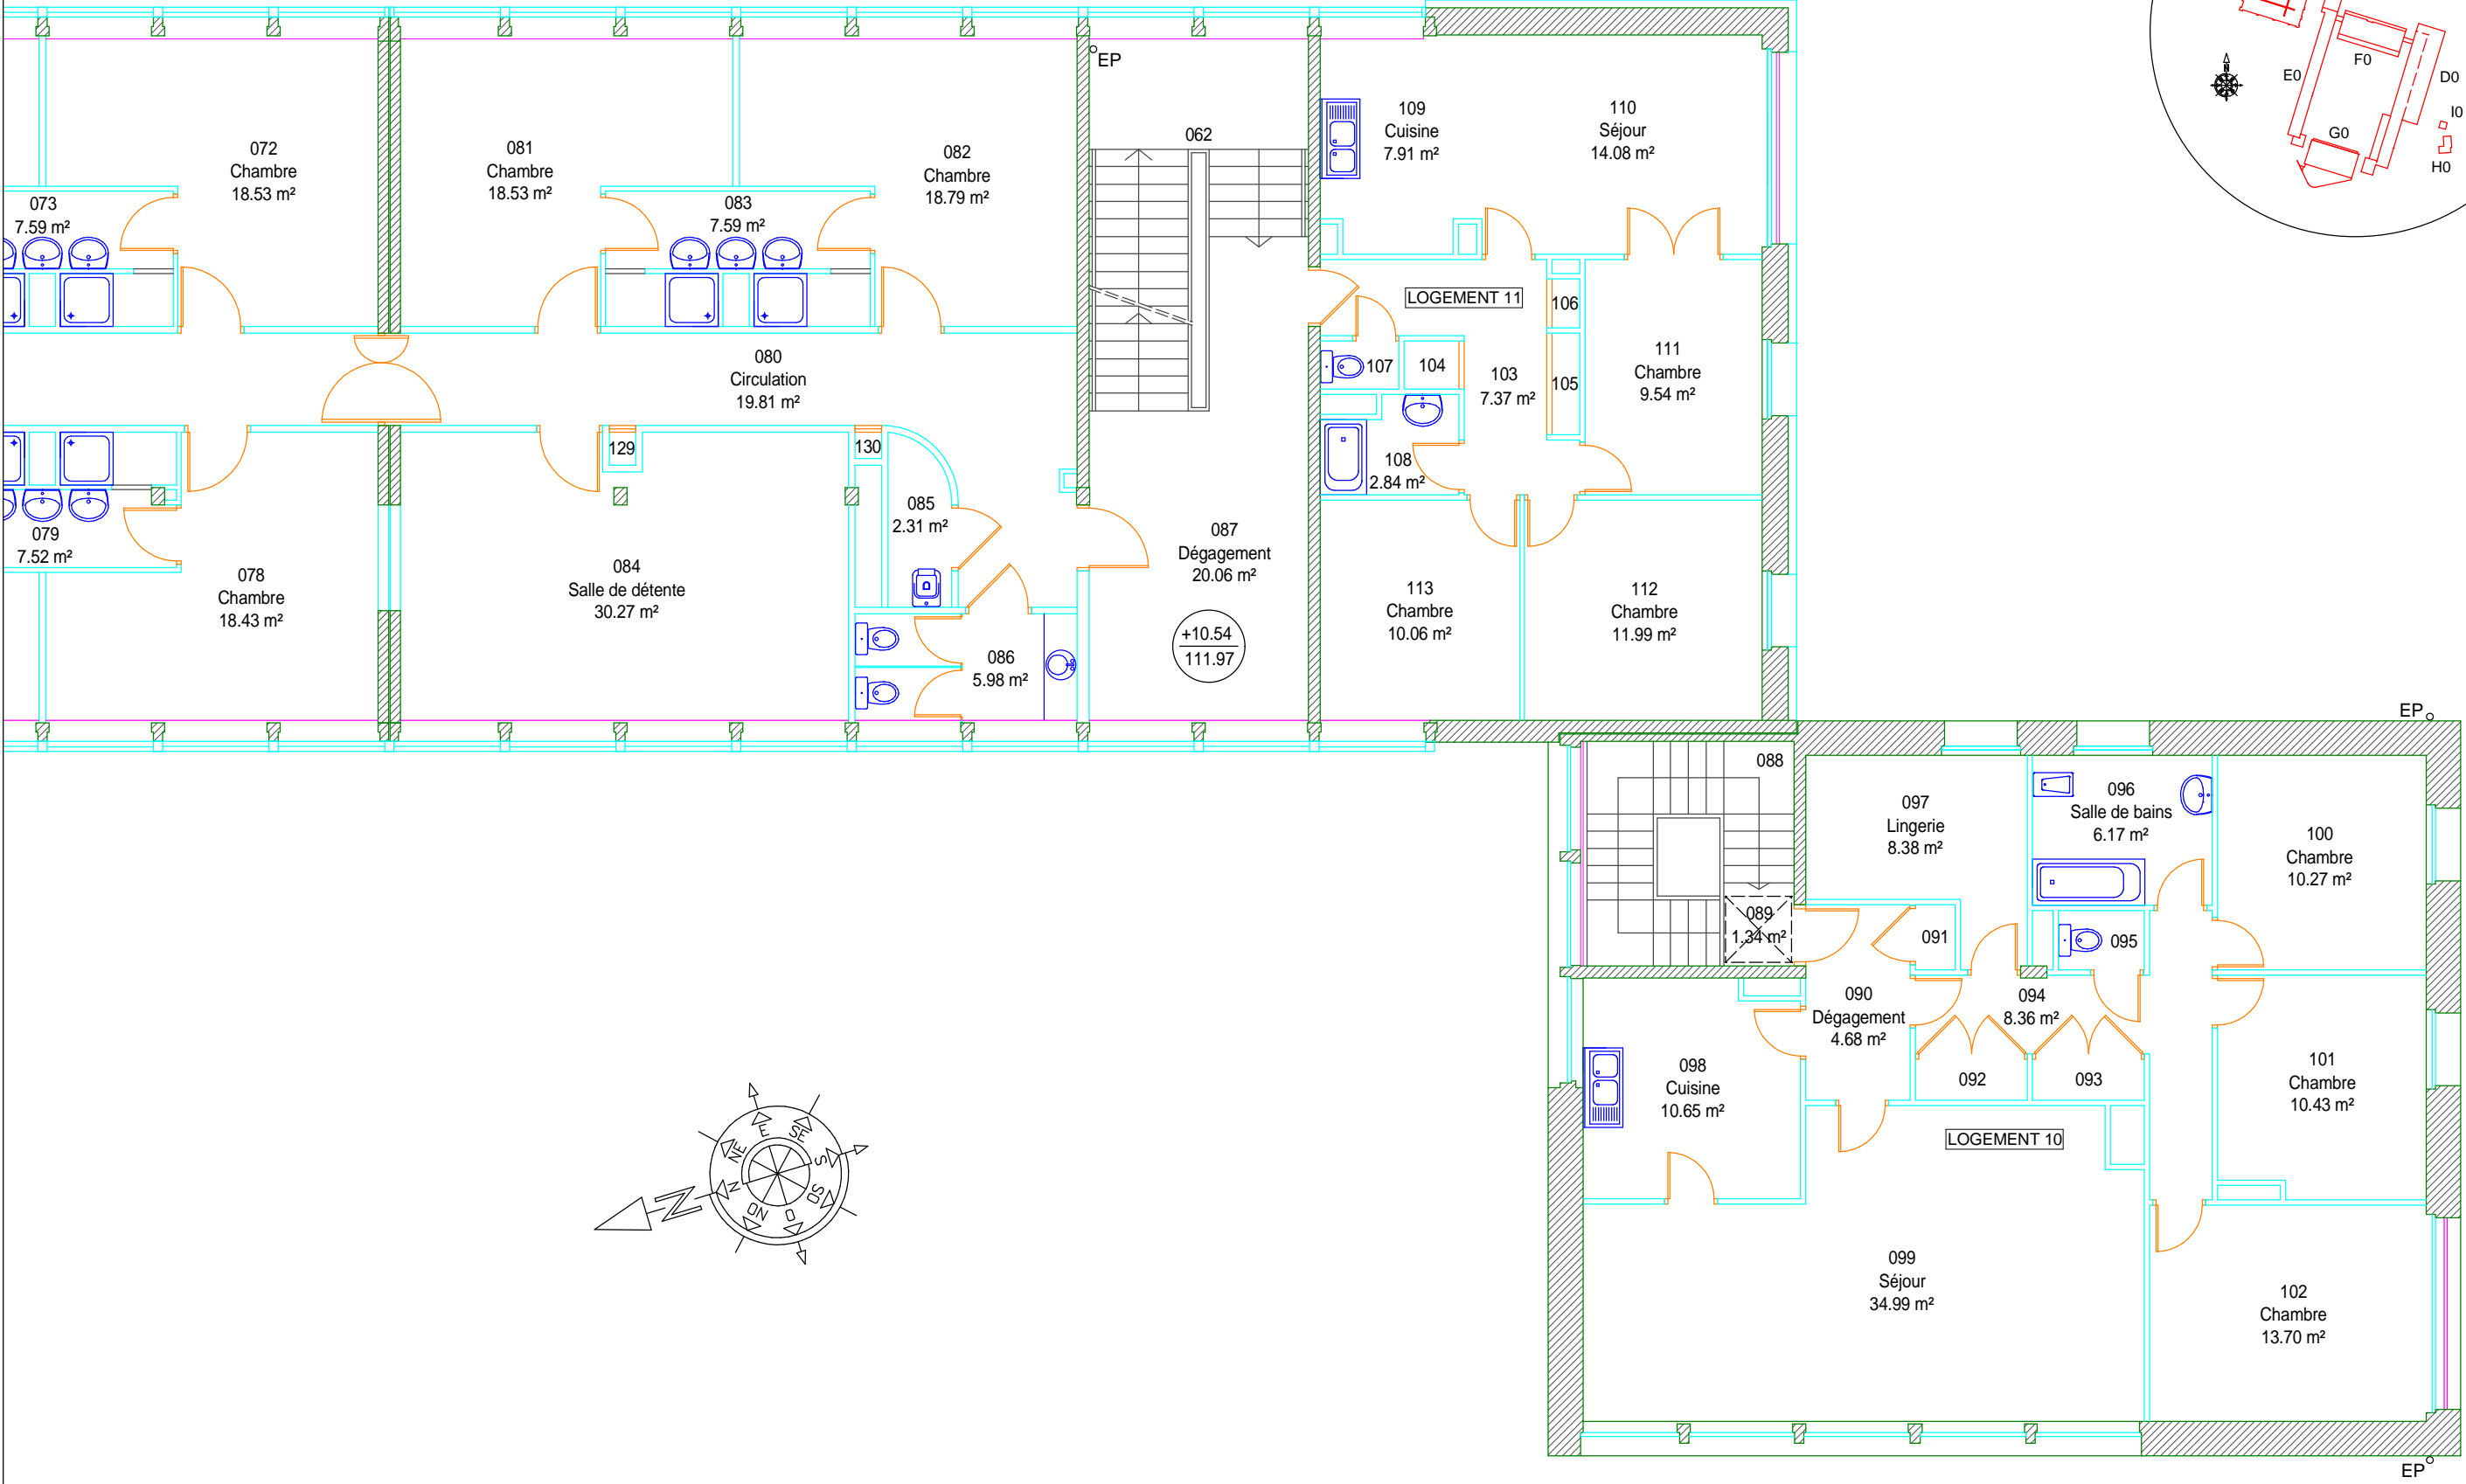 EP
F0
E0
D0
I0
G0
H0
N
072
Chambre
18.53 m²
081
Chambre
18.53 m²
082
Chambre
18.79 m²
062
109
Cuisine
7.91 m²
110
Séjour
14.08 m²
073
7.59 m²
083
7.59 m²
LOGEMENT 11
106
080
Circulation
19.81 m²
107
104
103
7.37 m²
105
111
Chambre
9.54 m²
129
130
108
2.84 m²
079
7.52 m²
085
2.31 m²
087
Dégagement
20.06 m²
078
Chambre
18.43 m²
084
Salle de détente
30.27 m²
113
Chambre
10.06 m²
112
Chambre
11.99 m²
+10.54
111.97
086
5.98 m²
EP
088
097
Lingerie
8.38 m²
096
Salle de bains
6.17 m²
100
Chambre
10.27 m²
089
1.34 m²
091
095
090
Dégagement
4.68 m²
094
8.36 m²
098
Cuisine
10.65 m²
092
093
101
Chambre
10.43 m²
LOGEMENT 10
N
NE
E
SE
S
SO
O
NO
N
099
Séjour
34.99 m²
102
Chambre
13.70 m²
EP